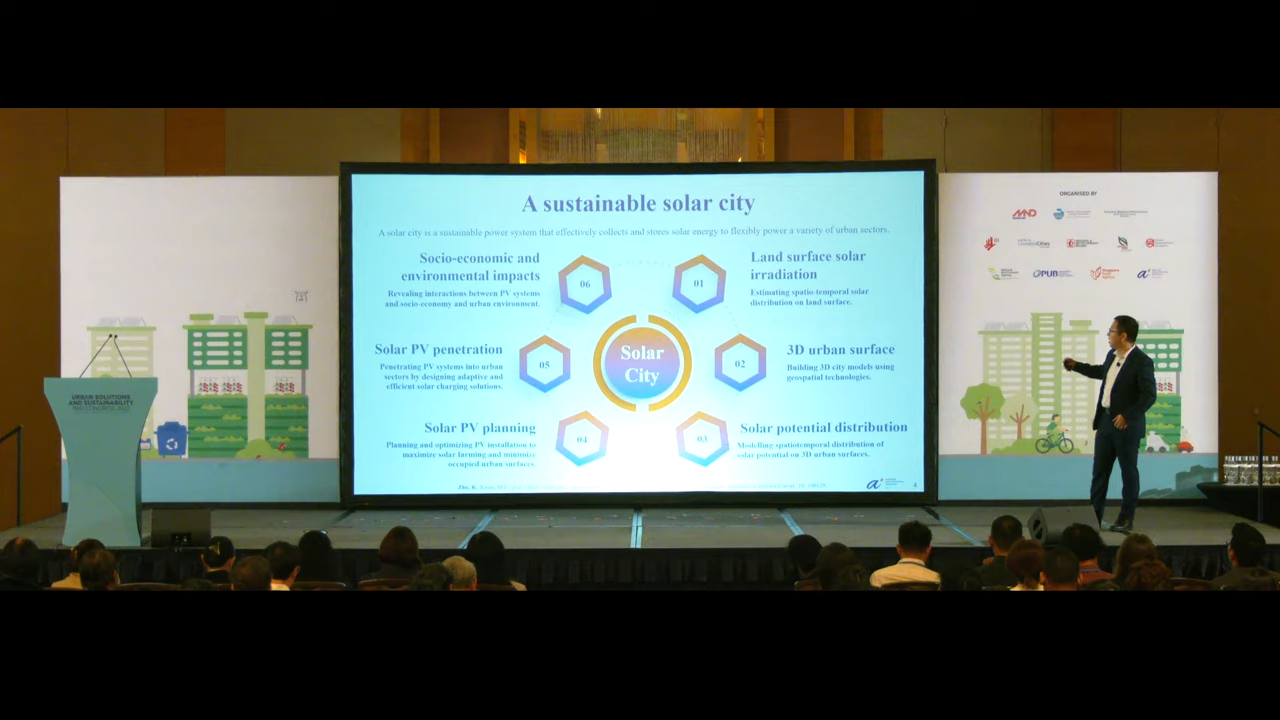 A sustainable solar city
A solar city is a sustainable power system that effectively collects and stores solar energy to flexibly power a variety of urban sectors.
Socio-economic and
environmental impacts
Revealing interactions between PV systems
and socio-economy and urban environment.
06
01
Land surface solar
irradiation
Estimating spatio-temporal solar
distribution on land surface.
Solar PV penetration
Penetrating PV systems into urban
sectors by designing adaptive and
efficient solar charging solutions.
05
Solar
City
02
3D urban surface
Building 3D city models using
geospatial technologies.
Solar PV planning
Planning and optimizing PV installation to
maximize solar farming and minimize
occupied urban surfaces.
04
03
Solar potential distribution
Modelling spatiotemporal distribution of
solar potential on 3D urban surfaces.
4
URBAN SOLUTIONS
AND SUSTAINABILITY
ORGANISED BY
PUB